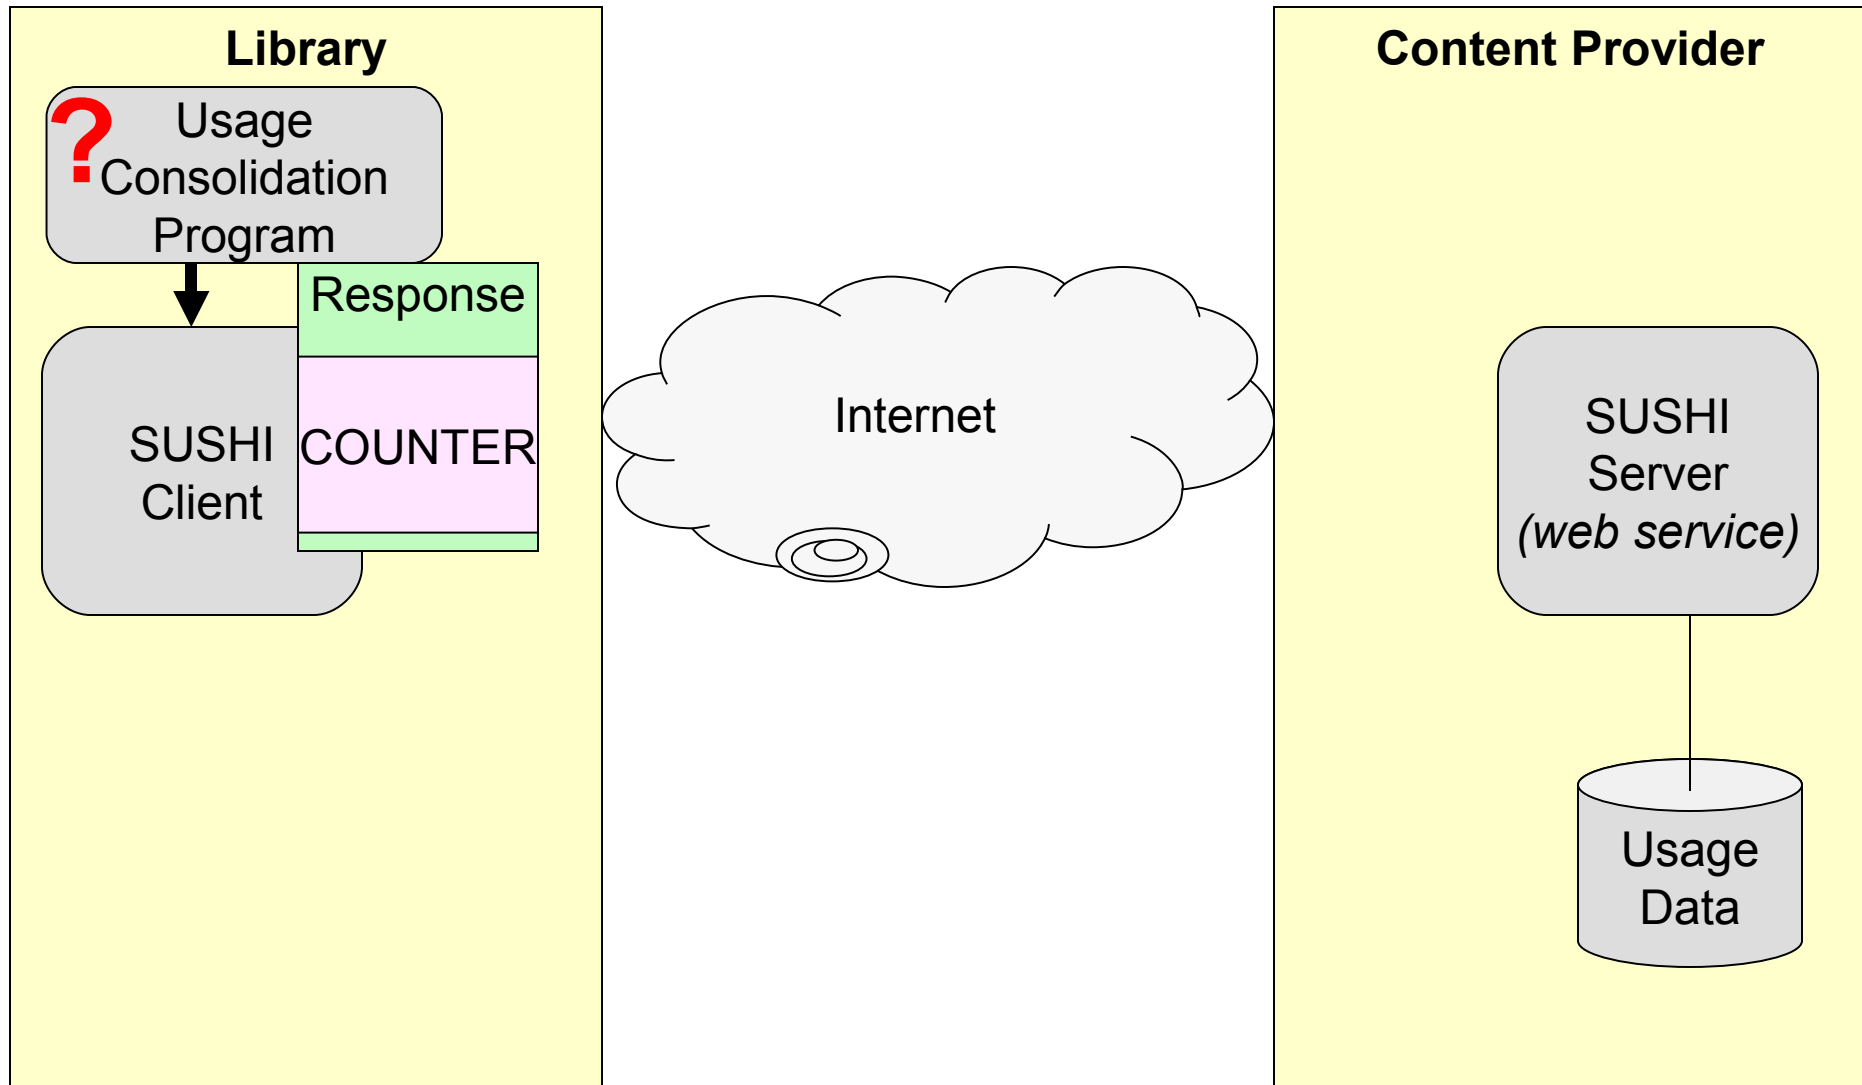 Library
?
Usage
Consolidation
Program
Response
COUNTER
SUSHI
Client
Internet
Content Provider
SUSHI
Server
(web service)
Usage
Data